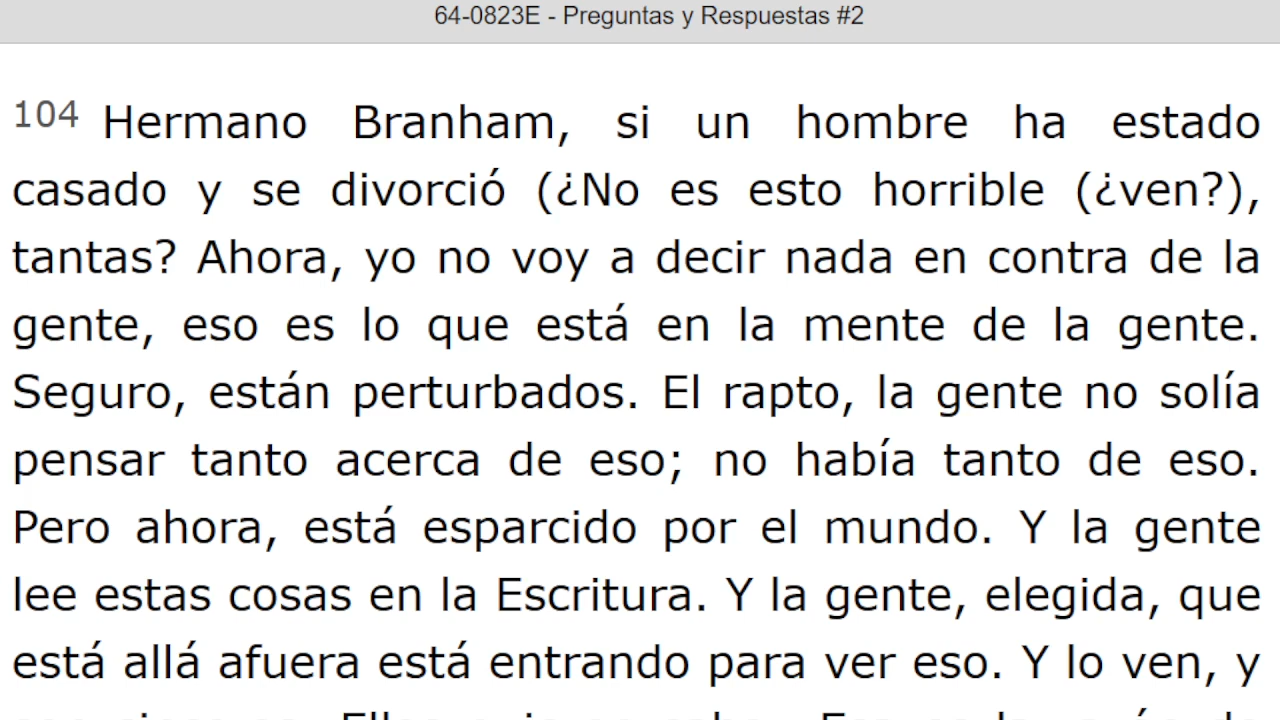 64-0823E - Preguntas y Respuestas #2
104 Hermano Branham, si un hombre ha estado
casado y se divorció (¿No es esto horrible (¿ven?),
tantas? Ahora, yo no voy a decir nada en contra de la
gente, eso es lo que está en la mente de la gente.
Seguro, están perturbados. El rapto, la gente no solía
pensar tanto acerca de eso; no había tanto de eso.
Pero ahora, está esparcido por el mundo. Y la gente
lee estas cosas en la Escritura. Y la gente, elegida, que
está allá afuera está entrando para ver eso. Y lo ven, y